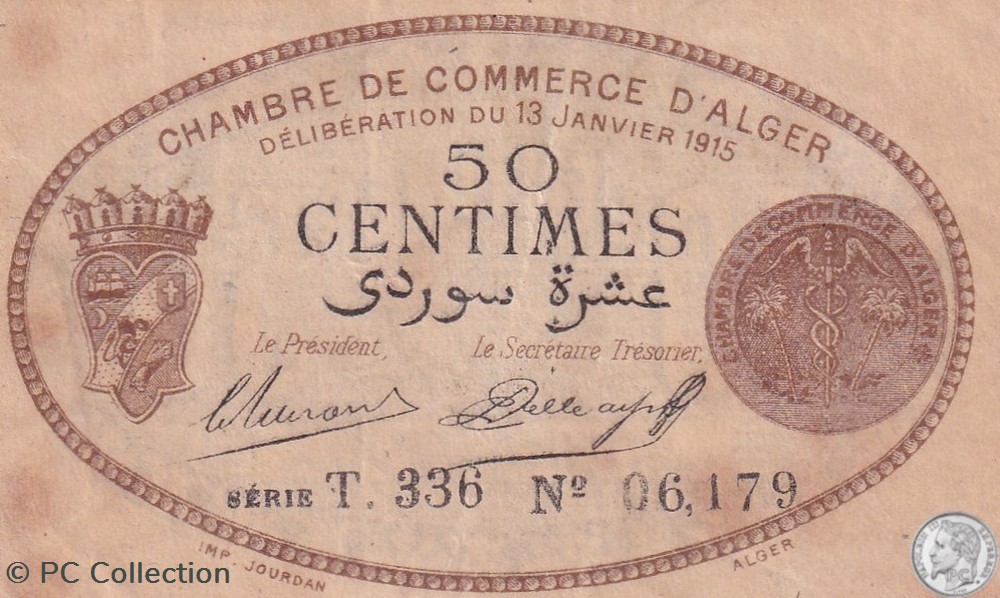 CHAMBRE DE COMMERCE D'ALGER
DÉLIBÉRATION DU 13 JANVIER 1915
50
CENTIMES
عشرة سوردى
CHAMBRE DE COMMERCE D'ALGER
Le Président,
Le Secrétaire Trésorier,
SÉRIE T. 336 Nº 06,179
IMP. JOURDAN
ALGER
© PC Collection
PC